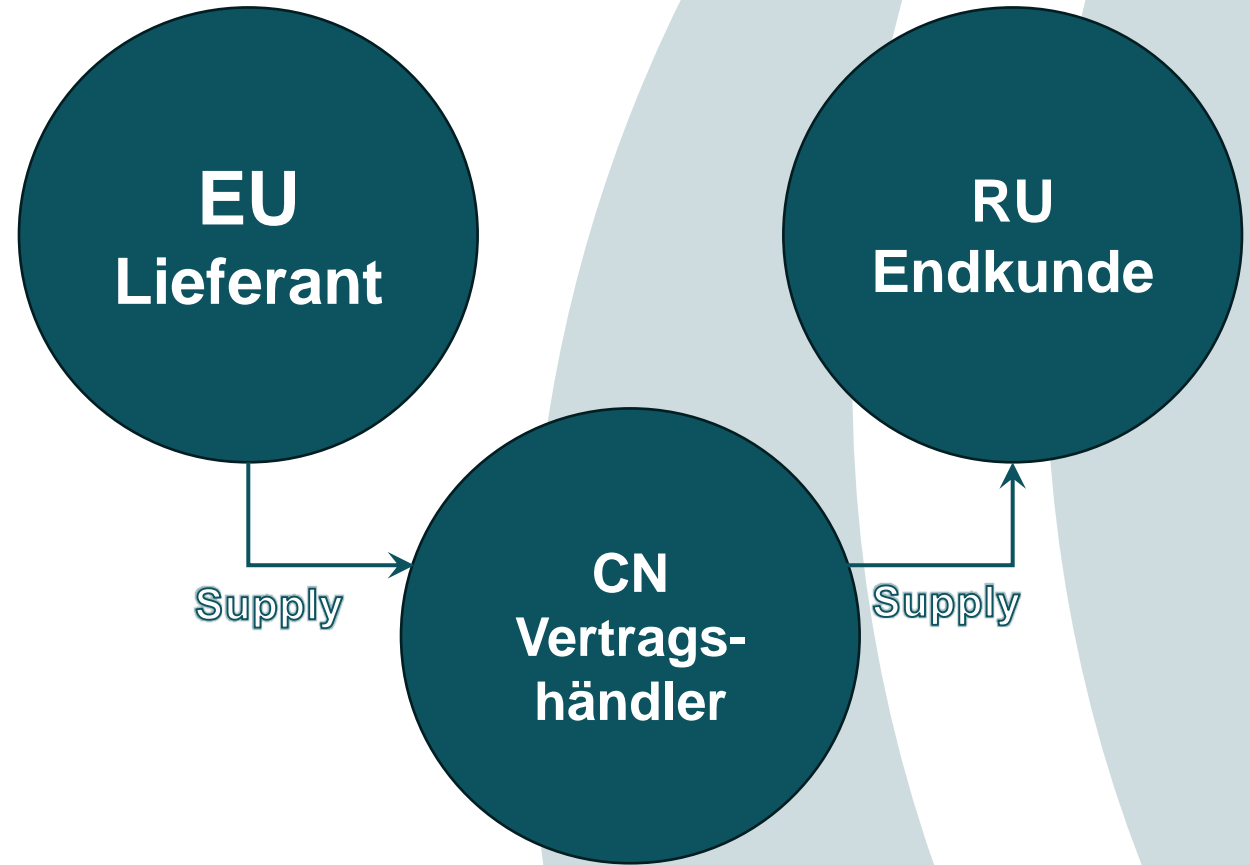 EU
Lieferant
RU
Endkunde
Supply
CN
Vertrags-
händler
Supply